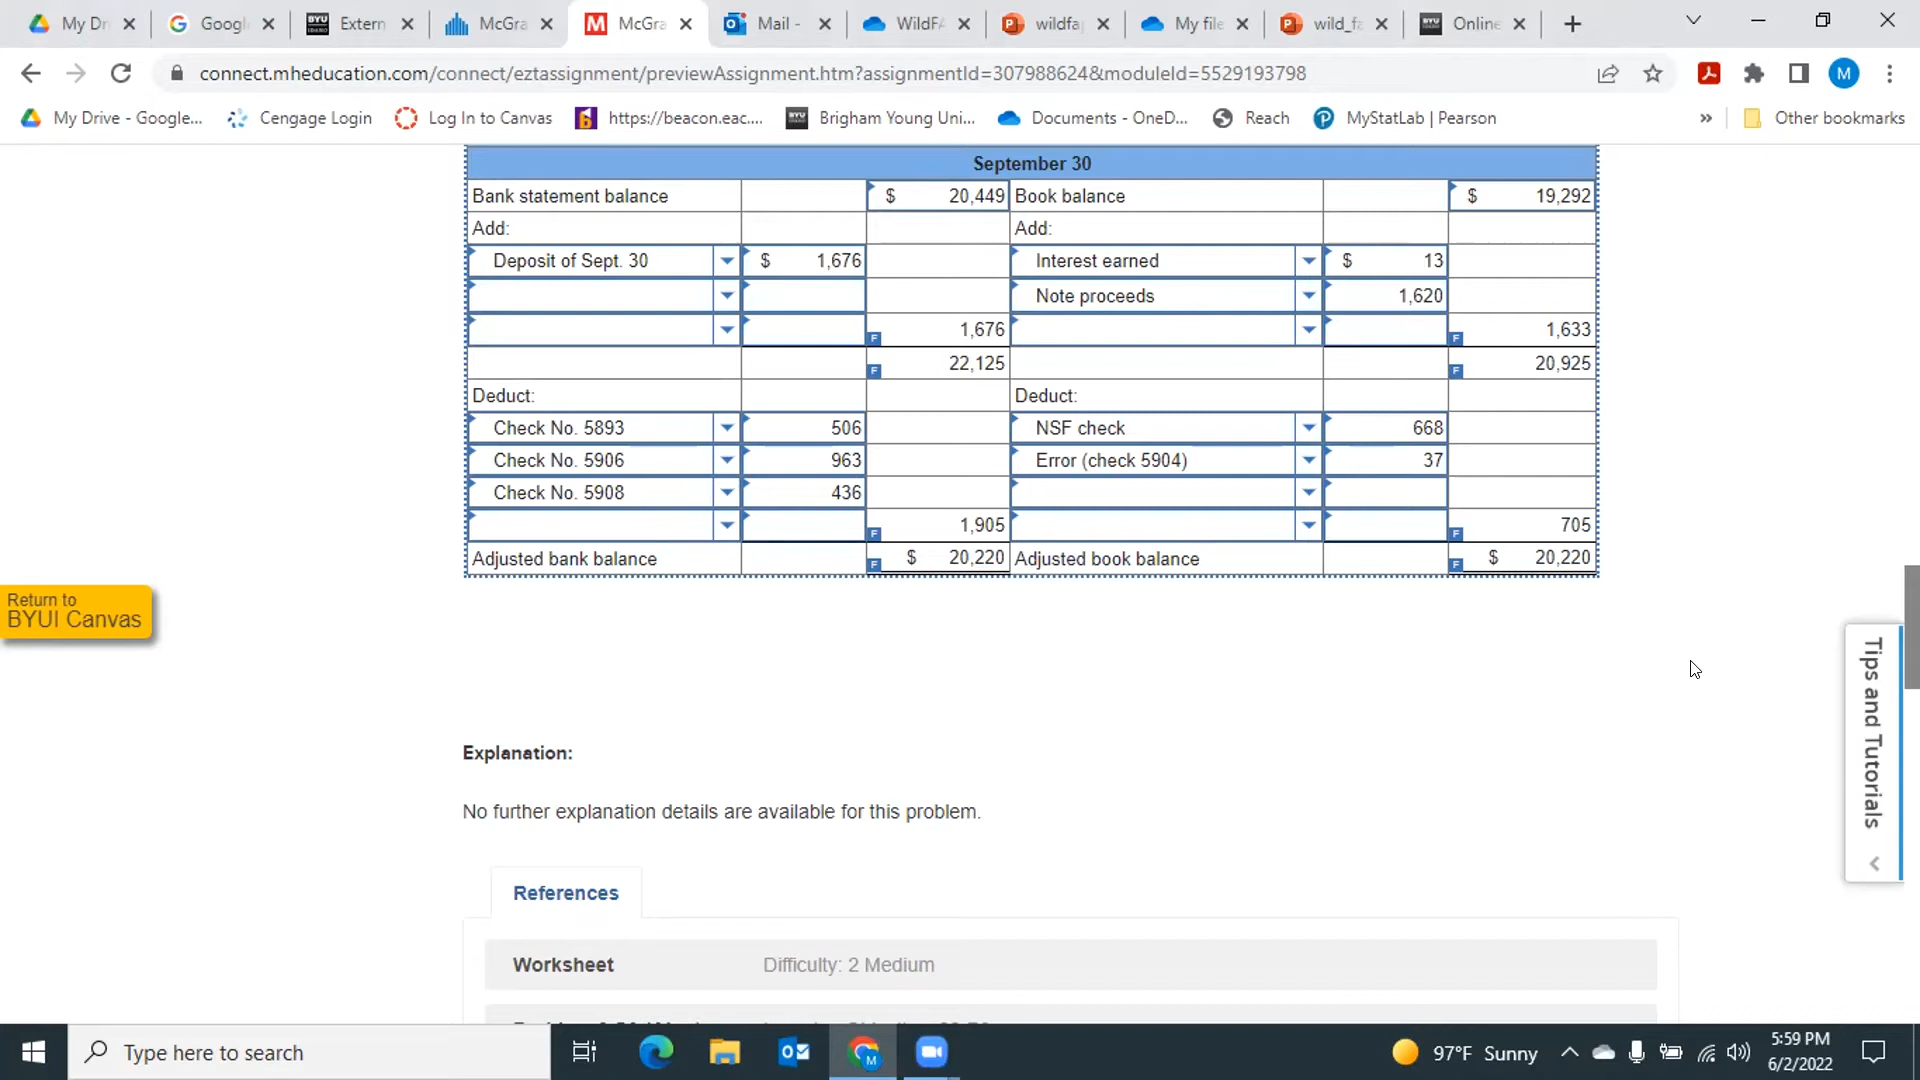 My Dr
Googl
Extern
McGra
McGra
Mail -
WildFA
wildfa
My file
wild_fa
Online
connect.mheducation.com/connect/eztassignment/previewAssignment.htm?assignmentId=307988624&moduleId=5529193798
M
My Drive - Google...
Cengage Login
Log In to Canvas
https://beacon.eac....
Brigham Young Uni...
Documents - OneD...
Reach
MyStatLab | Pearson
»
Other bookmarks
September 30
Bank statement balance $ 20,449 Book balance $ 19,292
Add: Add:
Deposit of Sept. 30 $ 1,676 Interest earned $ 13
Note proceeds 1,620
1,676 1,633
22,125 20,925
Deduct: Deduct:
Check No. 5893 506 NSF check 668
Check No. 5906 963 Error (check 5904) 37
Check No. 5908 436
1,905 705
Adjusted bank balance $ 20,220 Adjusted book balance $ 20,220
Return to
BYUI Canvas
Tips and Tutorials
Explanation:
No further explanation details are available for this problem.
References
Worksheet Difficulty: 2 Medium
Type here to search
97°F Sunny
5:59 PM
6/2/2022